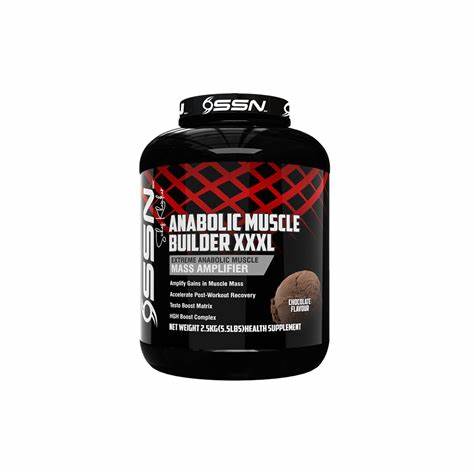 SSN
SSN
ANABOLIC MUSCLE
BUILDER XXXL
EXTREME ANABOLIC MUSCLE
MASS AMPLIFIER
Amplify Gains in Muscle Mass
Accelerate Post-Workout Recovery
Testo Boost Matrix
HGH Boost Complex
CHOCOLATE
FLAVOUR
NET WEIGHT 2.5KG(5.5LBS)HEALTH SUPPLEMENT